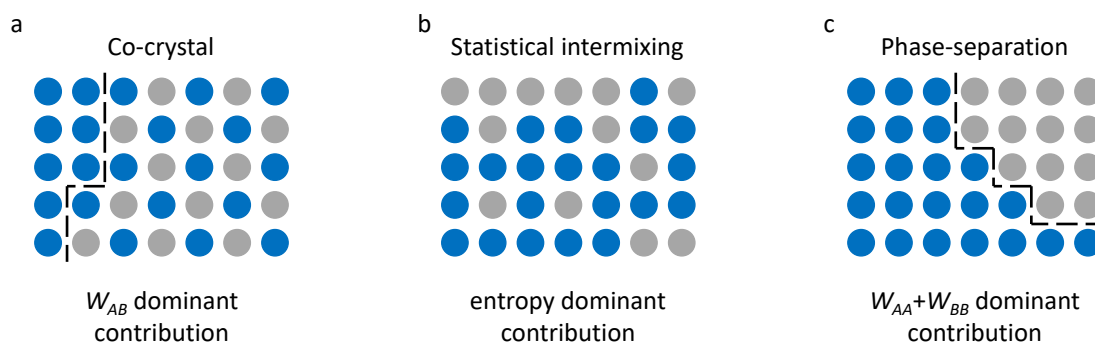 a
Co-crystal
W_AB dominant
contribution
b
Statistical intermixing
entropy dominant
contribution
c
Phase-separation
W_AA+W_BB dominant
contribution